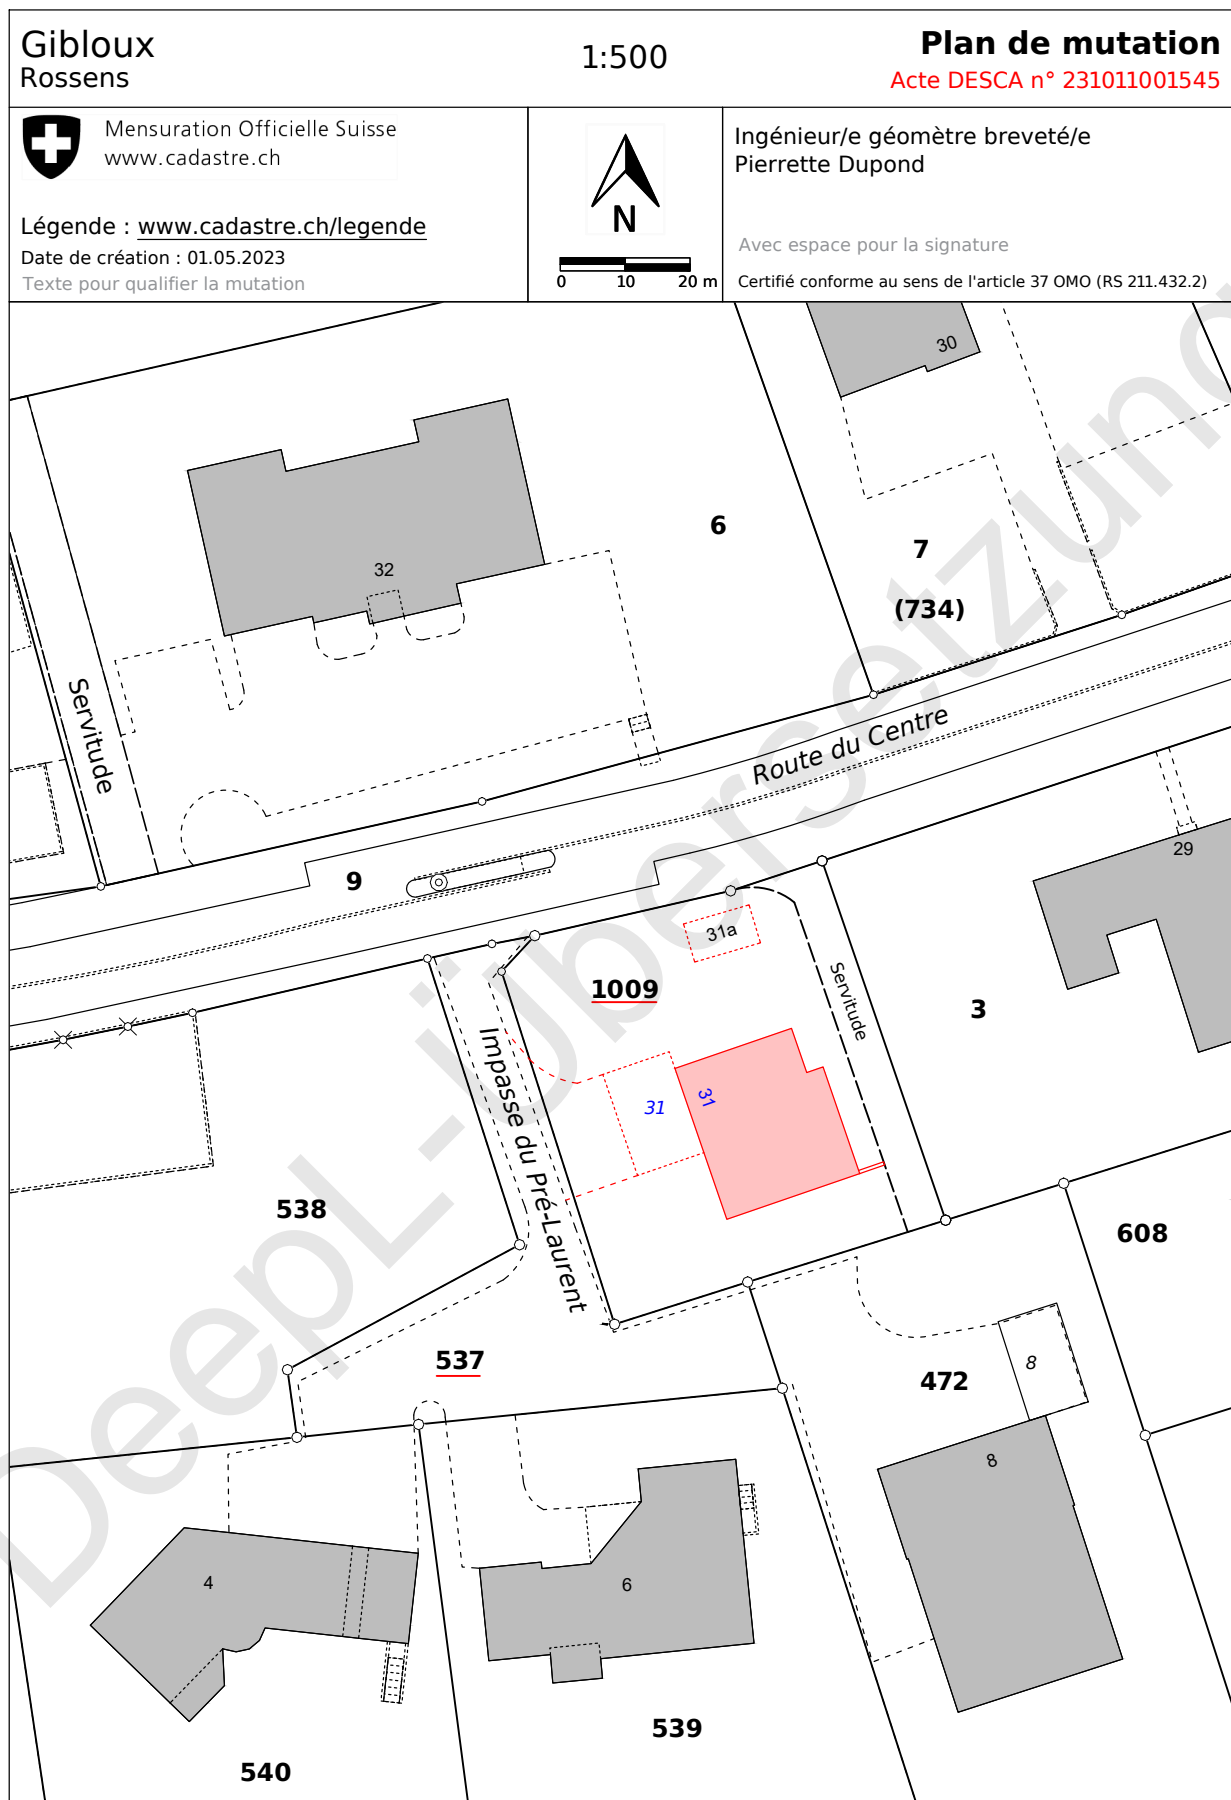 Gibloux
Rossens
1:500
Plan de mutation
Acte DESCA n° 231011001545
Mensuration Officielle Suisse
www.cadastre.ch
Légende : www.cadastre.ch/legende
Date de création : 01.05.2023
Texte pour qualifier la mutation
N
0 10 20 m
Ingénieur/e géomètre breveté/e
Pierrette Dupond
Avec espace pour la signature
Certifié conforme au sens de l'article 37 OMO (RS 211.432.2)
30
6
7
(734)
32
Servitude
Route du Centre
9
29
31a
1009
Servitude
3
Impasse du Pré-Laurent
31
31
538
608
537
472
8
8
4
6
539
540
DeepL-Übersetzung